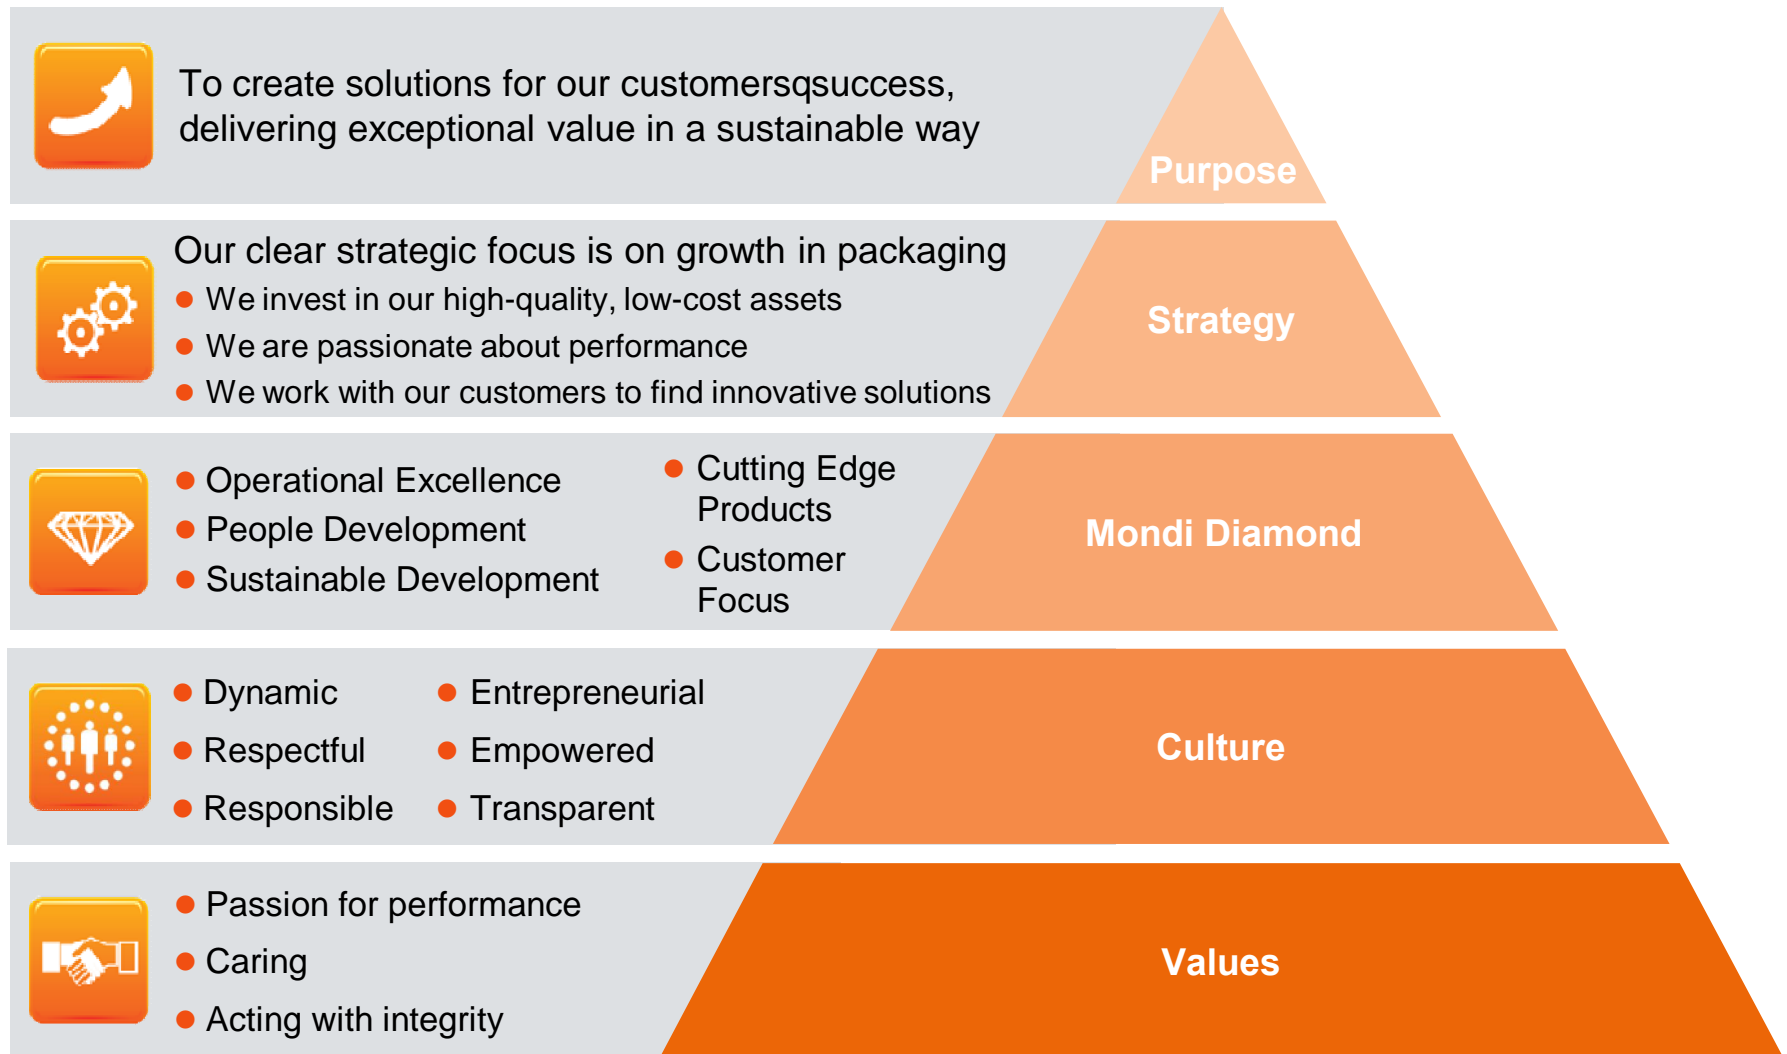 To create solutions for our customersqsuccess,
delivering exceptional value in a sustainable way
Purpose
Our clear strategic focus is on growth in packaging
We invest in our high-quality, low-cost assets
We are passionate about performance
We work with our customers to find innovative solutions
Strategy
Operational Excellence
People Development
Sustainable Development
Cutting Edge
Products
Customer
Focus
Mondi Diamond
Dynamic
Respectful
Responsible
Entrepreneurial
Empowered
Transparent
Culture
Passion for performance
Caring
Acting with integrity
Values